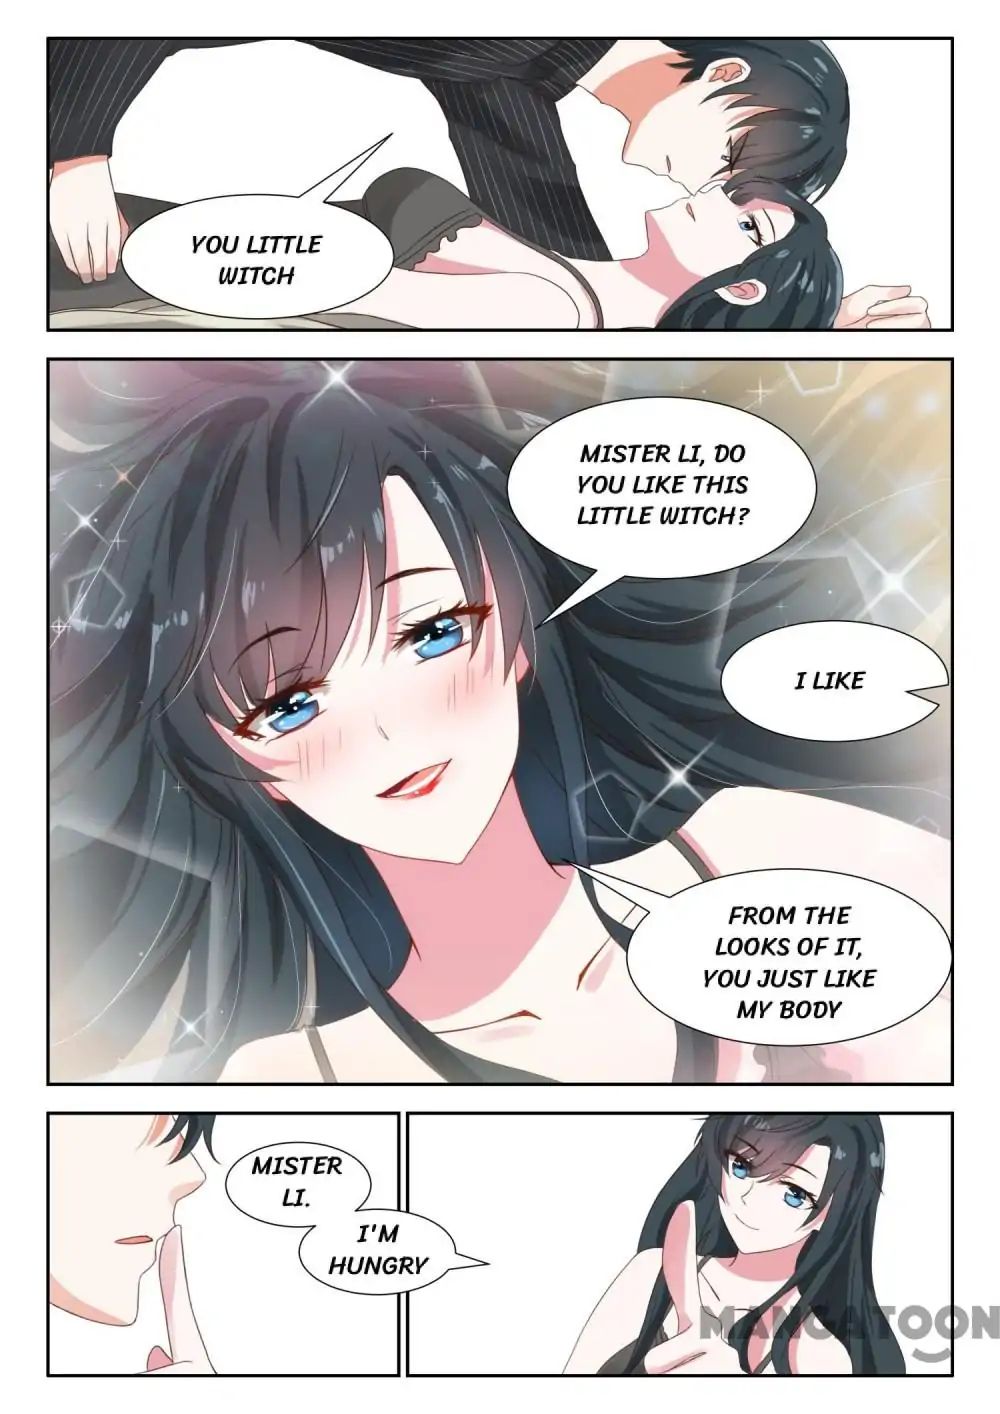 YOU LITTLE
WITCH
MISTER LI, DO
YOU LIKE THIS
LITTLE WITCH?
I LIKE
FROM THE
LOOKS OF IT,
YOU JUST LIKE
MY BODY
MISTER
LI.
I'M
HUNGRY
MANGATOON